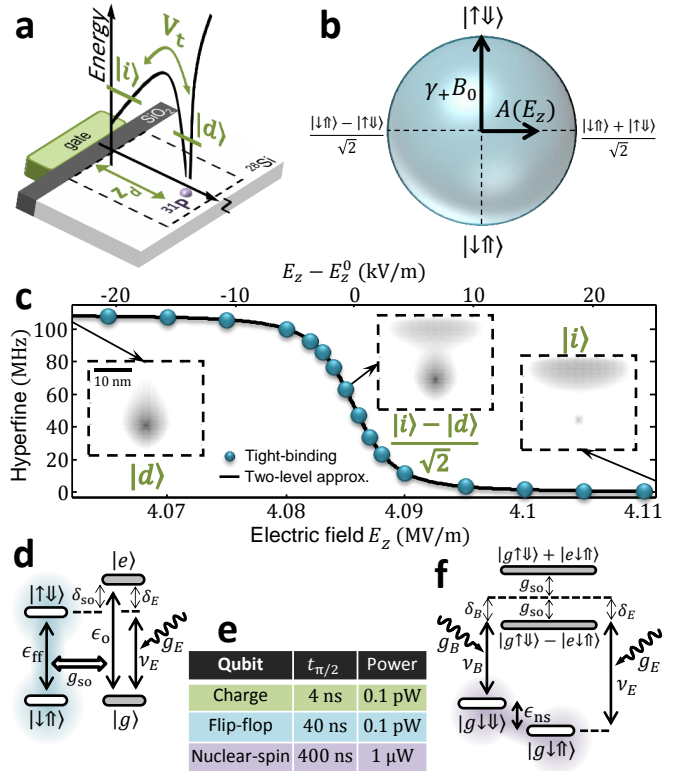 a
Energy
V_t
|i⟩
|d⟩
SiO₂
gate
z_d
³¹P
²⁸Si
z
b
|↑⇓⟩
γ₊B₀
A(E_z)
|↓⇑⟩ − |↑⇓⟩
√2
|↓⇑⟩ + |↑⇓⟩
√2
|↓⇑⟩
c
E_z − E_z⁰ (kV/m)
-20 -10 0 10 20
Hyperfine (MHz)
100
80
60
40
20
0
10 nm
|d⟩
|i⟩ − |d⟩
√2
|i⟩
Tight-binding
Two-level approx.
4.07 4.08 4.09 4.1 4.11
Electric field E_z (MV/m)
d
|e⟩
|↑⇓⟩
δ_so
δ_E
ϵ_ff
ϵ_o
g_so
ν_E
g_E
|↓⇑⟩
|g⟩
e
Qubit t_π/2 Power
Charge 4 ns 0.1 pW
Flip-flop 40 ns 0.1 pW
Nuclear-spin 400 ns 1 μW
f
|g↑⇓⟩ + |e↓⇑⟩
g_so
g_so
δ_B
δ_E
|g↑⇓⟩ − |e↓⇑⟩
g_B
g_E
ν_B
ν_E
|g↓⇓⟩
ϵ_ns
|g↓⇑⟩